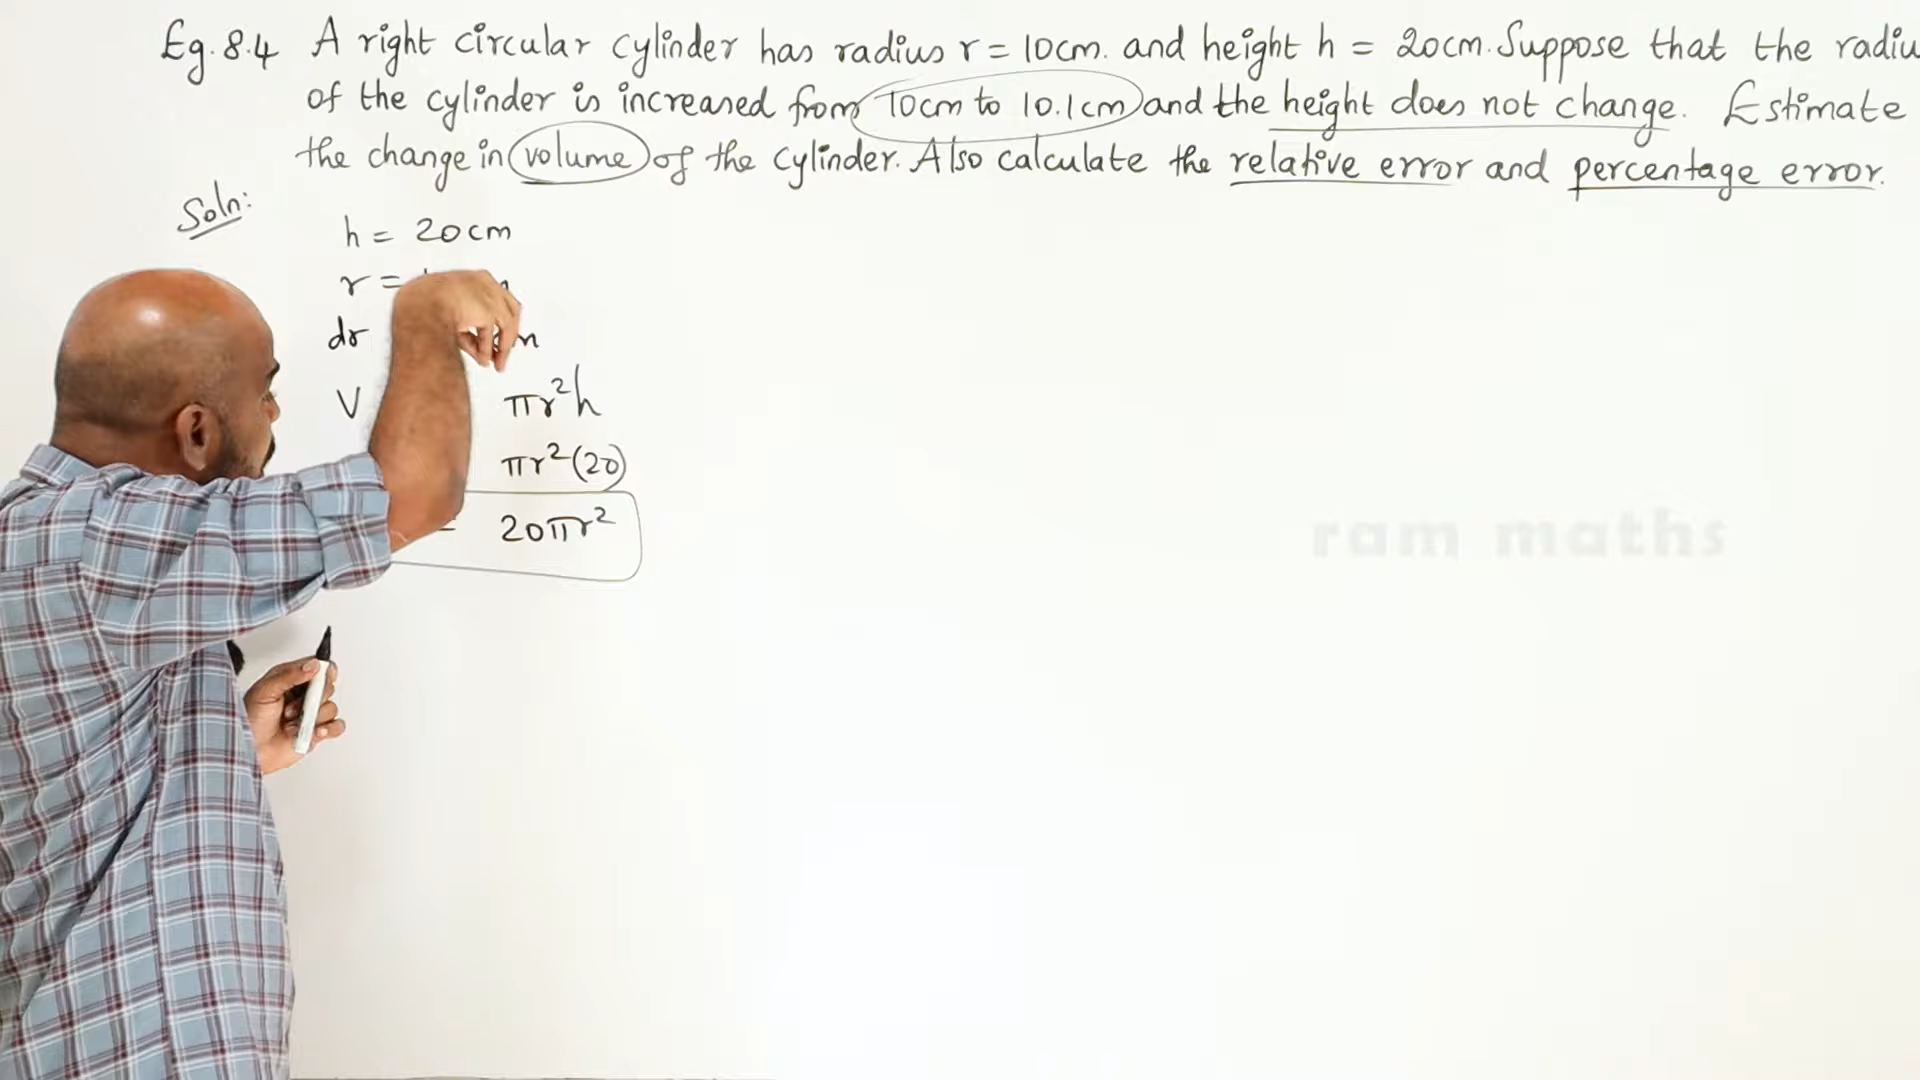 Eg. 8.4 A right circular cylinder has radius r = 10cm. and height h = 20cm. Suppose that the radiu
of the cylinder is increased from 10cm to 10.1cm and the height does not change. Estimate
the change in volume of the cylinder. Also calculate the relative error and percentage error.
Soln:
h = 20cm
r =
dr
V πr²h
πr²(20)
= 20πr²
ram maths